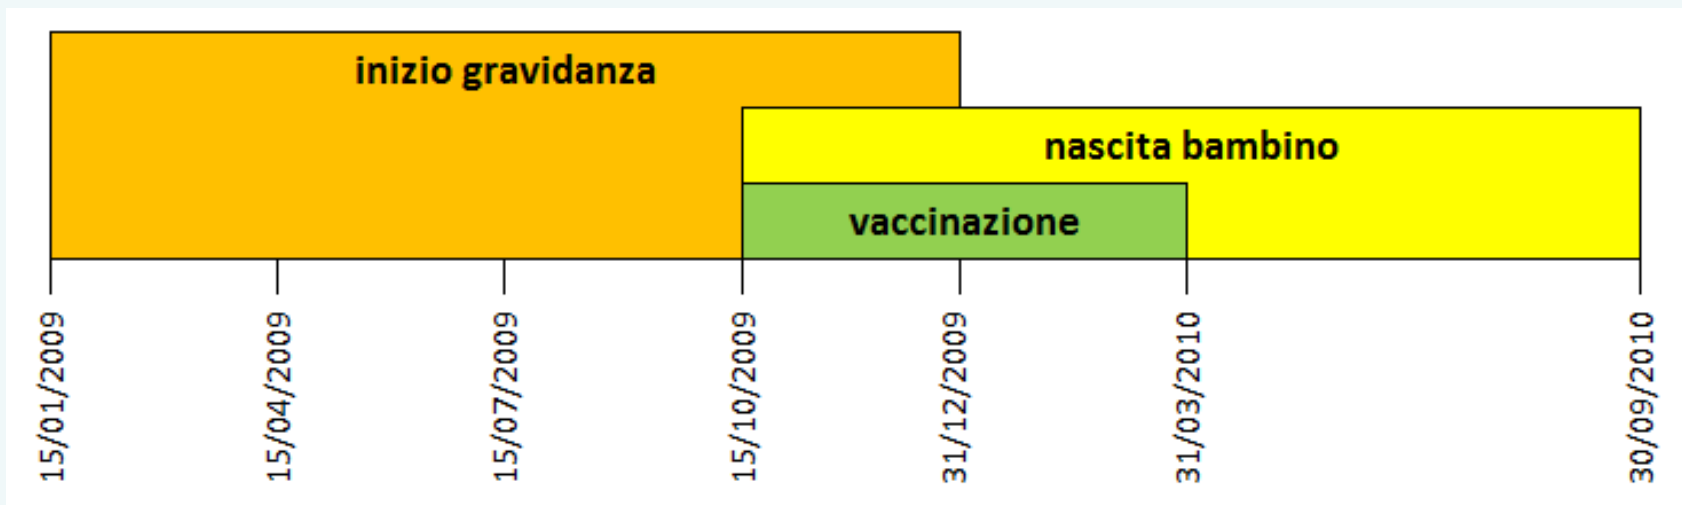 inizio gravidanza
nascita bambino
vaccinazione
15/01/2009
15/04/2009
15/07/2009
15/10/2009
31/12/2009
31/03/2010
30/09/2010